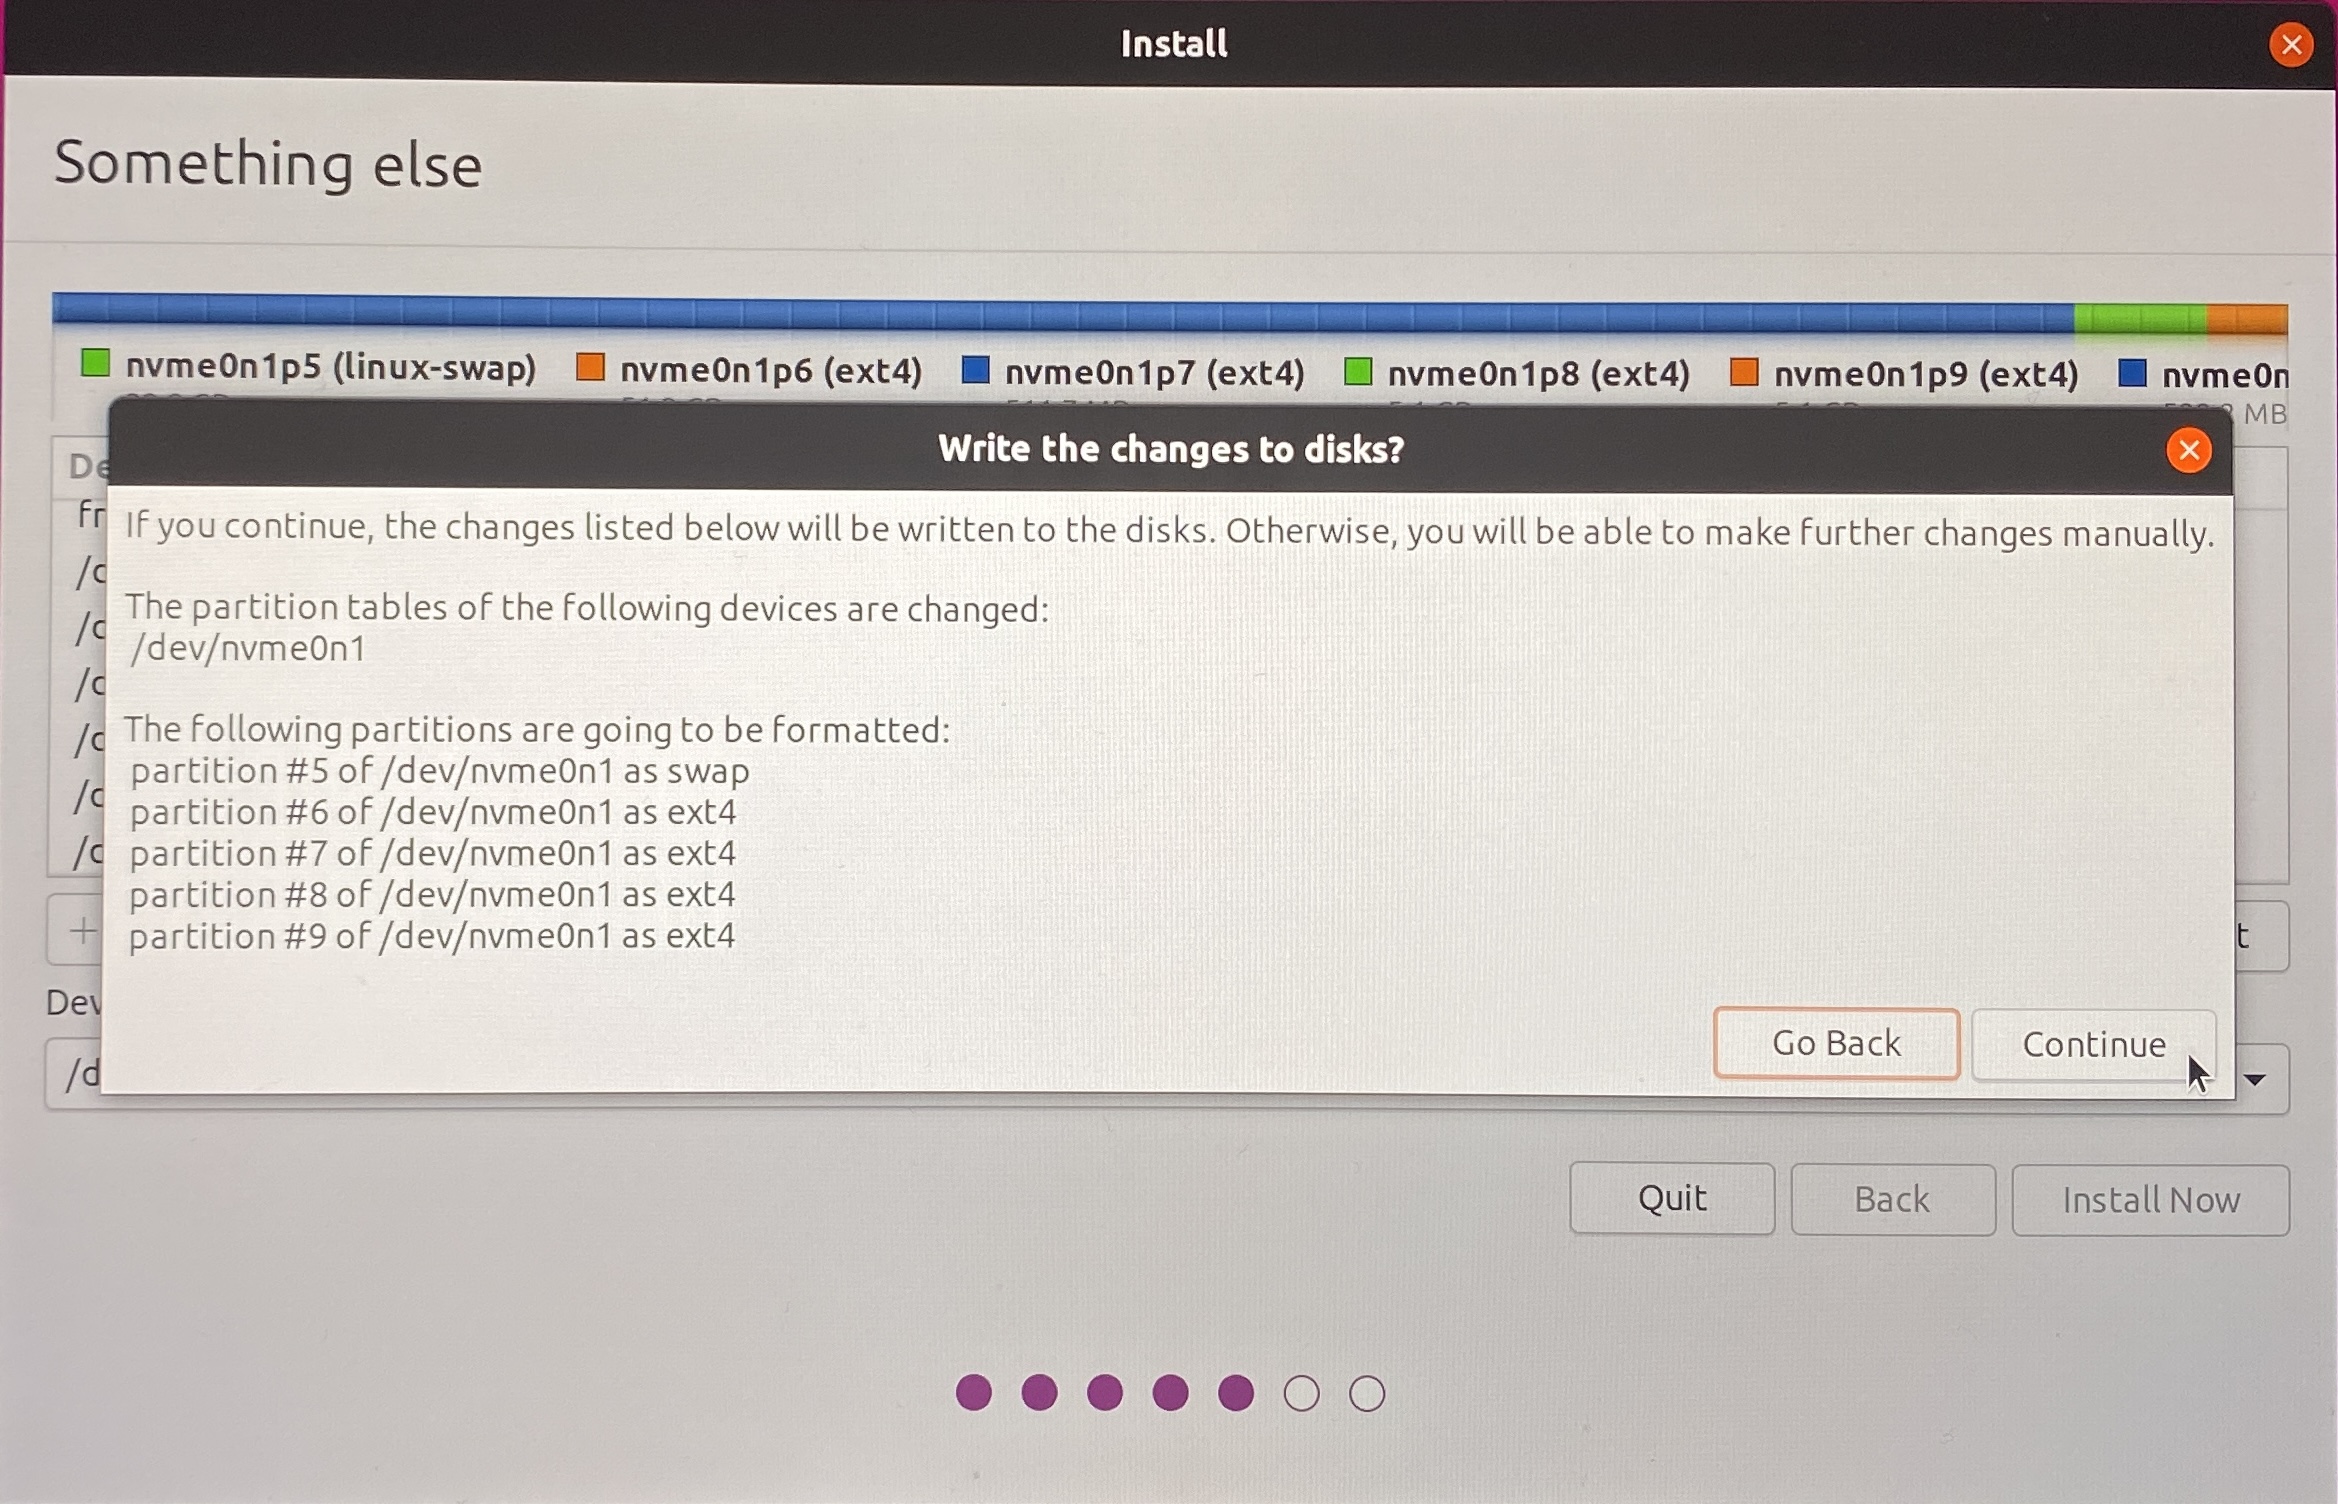 Install
Something else
nvme0n1p5 (linux-swap) nvme0n1p6 (ext4) nvme0n1p7 (ext4) nvme0n1p8 (ext4) nvme0n1p9 (ext4) nvme0n
MB
Write the changes to disks?
If you continue, the changes listed below will be written to the disks. Otherwise, you will be able to make further changes manually.
The partition tables of the following devices are changed:
/dev/nvme0n1
The following partitions are going to be formatted:
partition #5 of /dev/nvme0n1 as swap
partition #6 of /dev/nvme0n1 as ext4
partition #7 of /dev/nvme0n1 as ext4
partition #8 of /dev/nvme0n1 as ext4
partition #9 of /dev/nvme0n1 as ext4
Go Back Continue
Quit Back Install Now